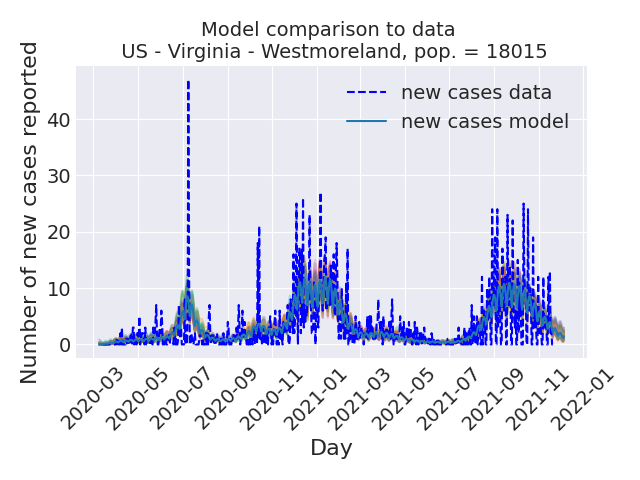 Model comparison to data
US - Virginia - Westmoreland, pop. = 18015
Number of new cases reported
new cases data
new cases model
40
30
20
10
0
2020-03
2020-05
2020-07
2020-09
2020-11
2021-01
2021-03
2021-05
2021-07
2021-09
2021-11
2022-01
Day